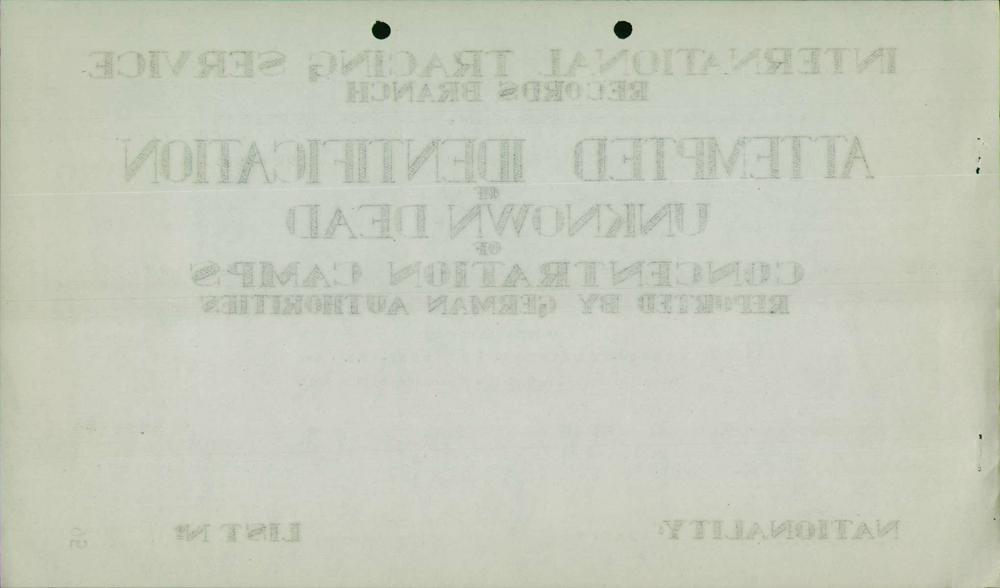 INTERNATIONAL TRACING SERVICE
RECORDS BRANCH
ATTEMPTED IDENTIFICATION
OF
UNKNOWN DEAD
OF
CONCENTRATION CAMPS
REPORTED BY GERMAN AUTHORITIES
NATIONALITY: LIST Nº